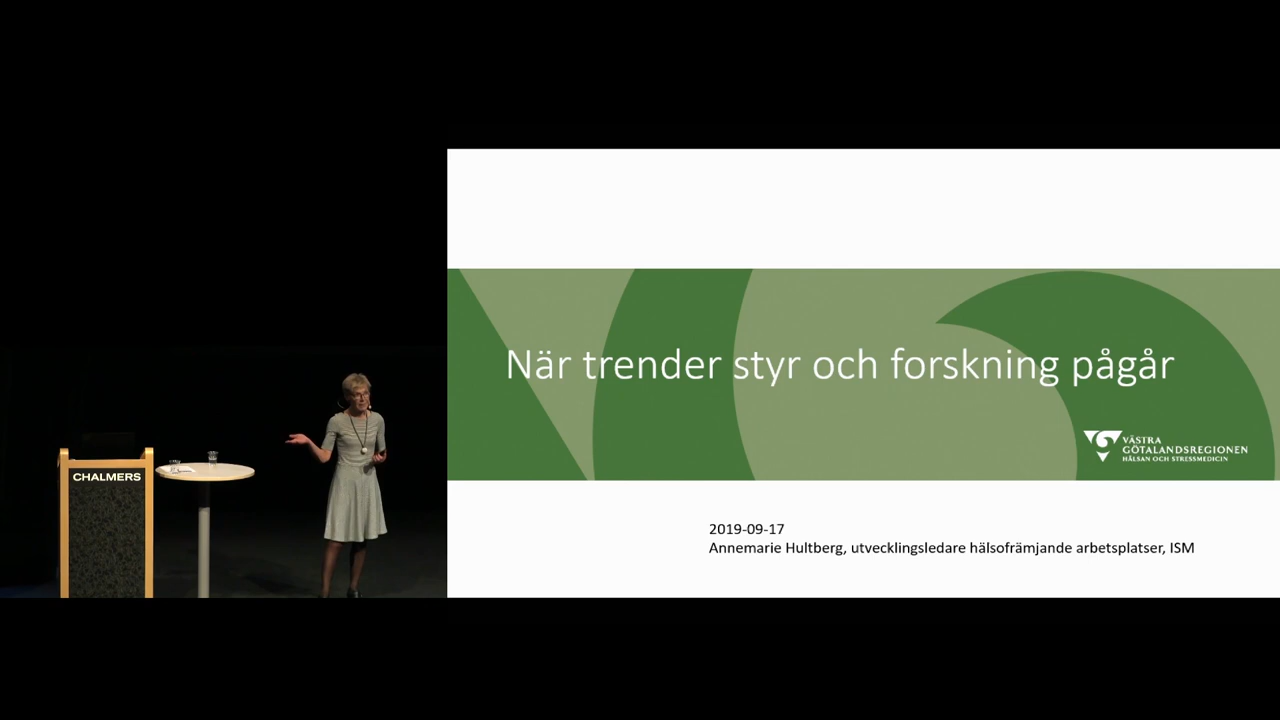 CHALMERS
När trender styr och forskning pågår
VÄSTRA
GÖTALANDSREGIONEN
HÄLSAN OCH STRESSMEDICIN
2019-09-17
Annemarie Hultberg, utvecklingsledare hälsofrämjande arbetsplatser, ISM